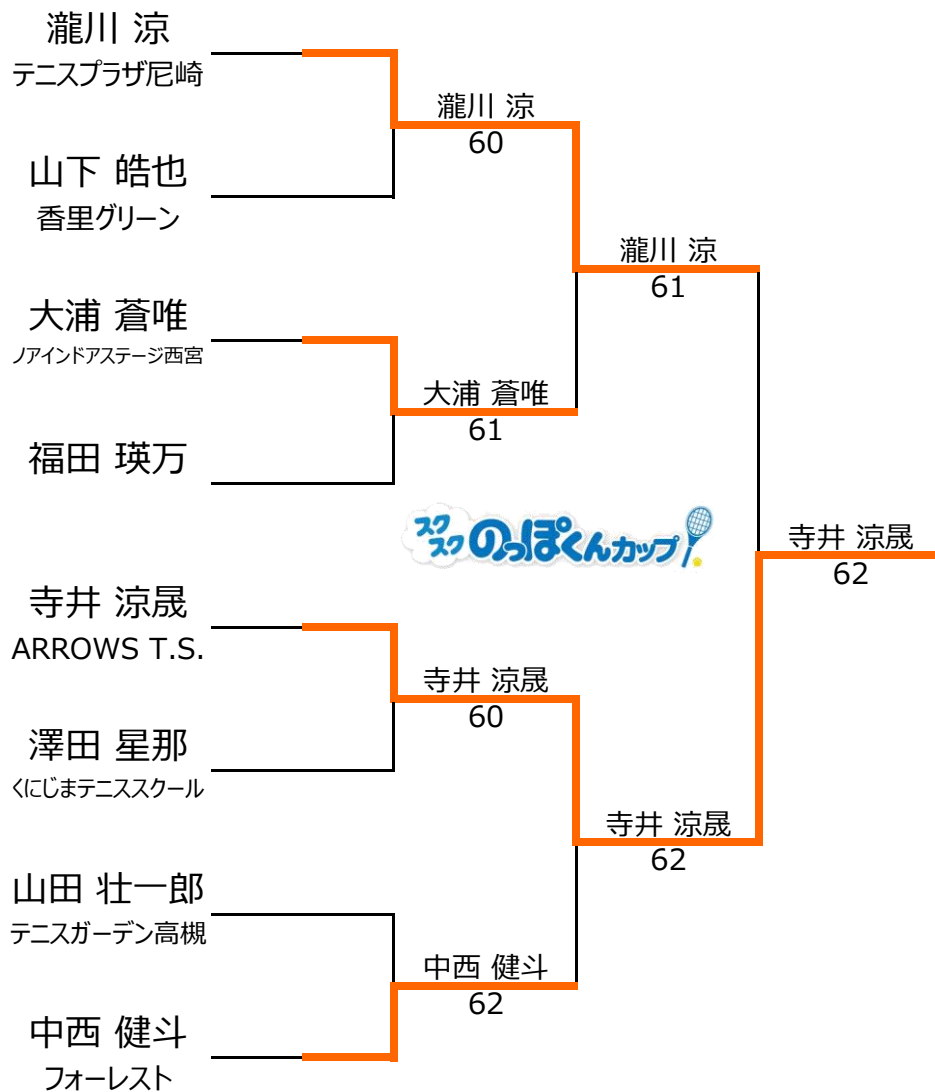 瀧川 涼
テニスプラザ尼崎
山下 皓也
香里グリーン
大浦 蒼唯
ノアインドアステージ西宮
福田 瑛万
寺井 涼晟
ARROWS T.S.
澤田 星那
くにじまテニススクール
山田 壮一郎
テニスガーデン高槻
中西 健斗
フォーレスト
瀧川 涼
60
大浦 蒼唯
61
寺井 涼晟
60
中西 健斗
62
瀧川 涼
61
寺井 涼晟
62
スクスク のっぽくんカップ
寺井 涼晟
62